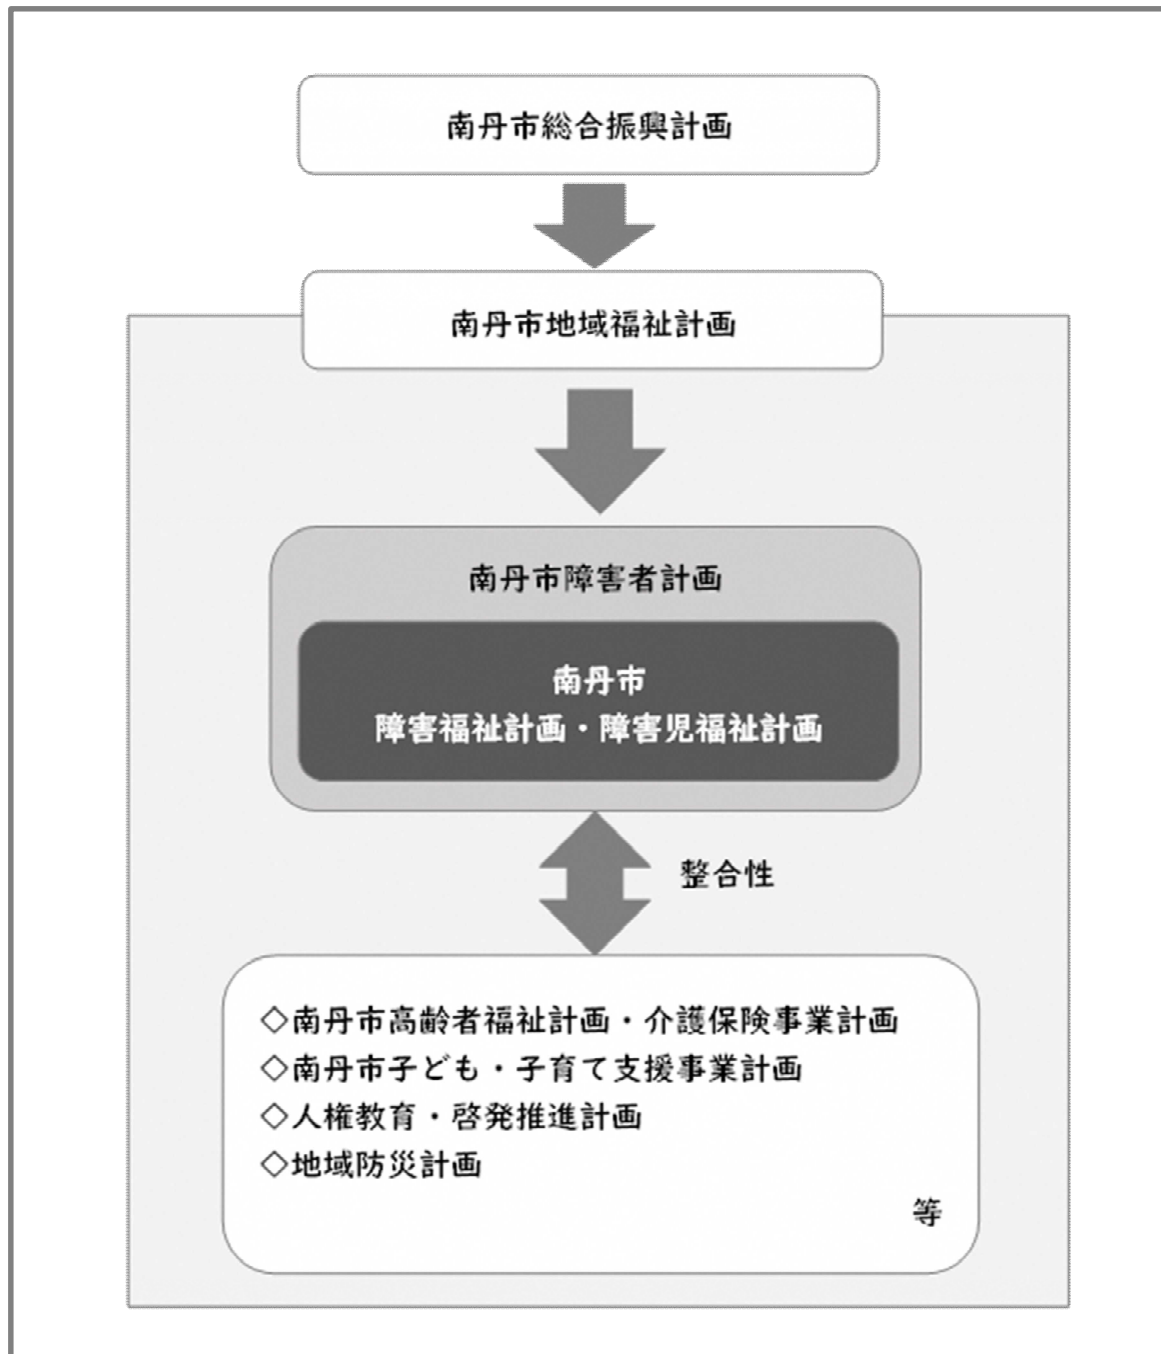 南丹市総合振興計画
南丹市地域福祉計画
南丹市障害者計画
南丹市
障害福祉計画・障害児福祉計画
整合性
◇南丹市高齢者福祉計画・介護保険事業計画
◇南丹市子ども・子育て支援事業計画
◇人権教育・啓発推進計画
◇地域防災計画
等